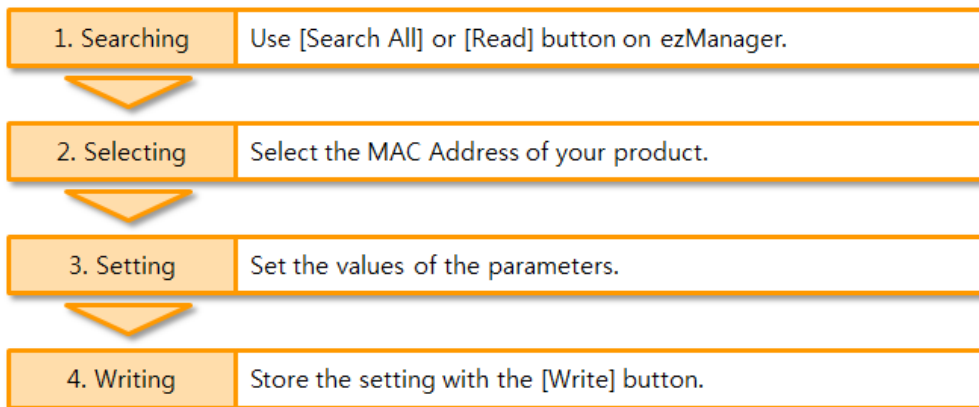 1. Searching Use [Search All] or [Read] button on ezManager.
2. Selecting Select the MAC Address of your product.
3. Setting Set the values of the parameters.
4. Writing Store the setting with the [Write] button.